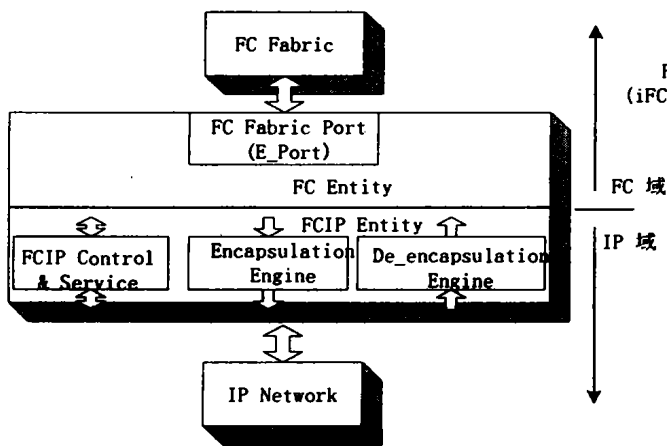 FC Fabric
F
(iFC
FC Fabric Port
(E_Port)
FC Entity
FC 域
FCIP Entity
IP 域
FCIP Control
& Service
Encapsulation
Engine
De_encapsulation
Engine
IP Network